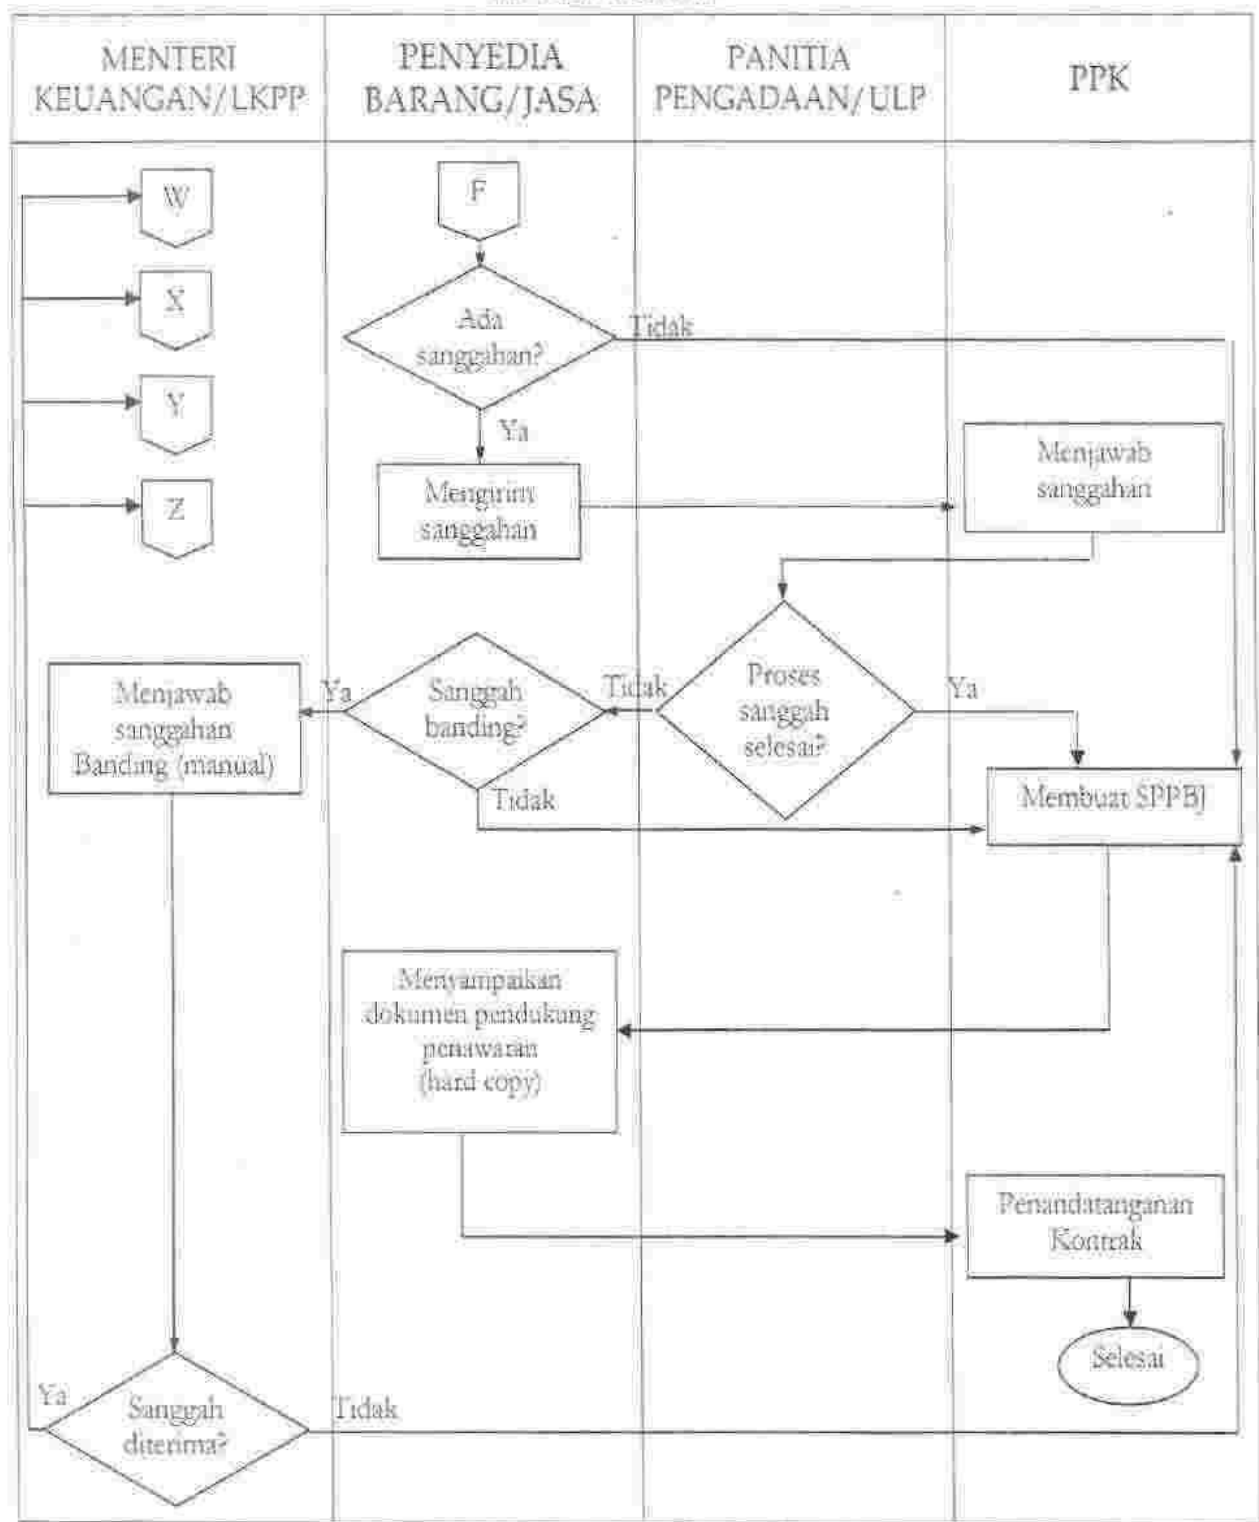 MENTERI
KEUANGAN/LKPP
PENYEDIA
BARANG/JASA
PANITIA
PENGADAAN/ULP
PPK
W
X
Y
Z
F
Ada
sanggahan?
Tidak
Ya
Mengirim
sanggahan
Menjawab
sanggahan
Proses
sanggah
selesai?
Ya
Tidak
Sanggah
banding?
Ya
Tidak
Menjawab
sanggahan
Banding (manual)
Membuat SPPBJ
Menyampaikan
dokumen pendukung
penawaran
(hard copy)
Penandatanganan
Kontrak
Selesai
Sanggah
diterima?
Ya
Tidak